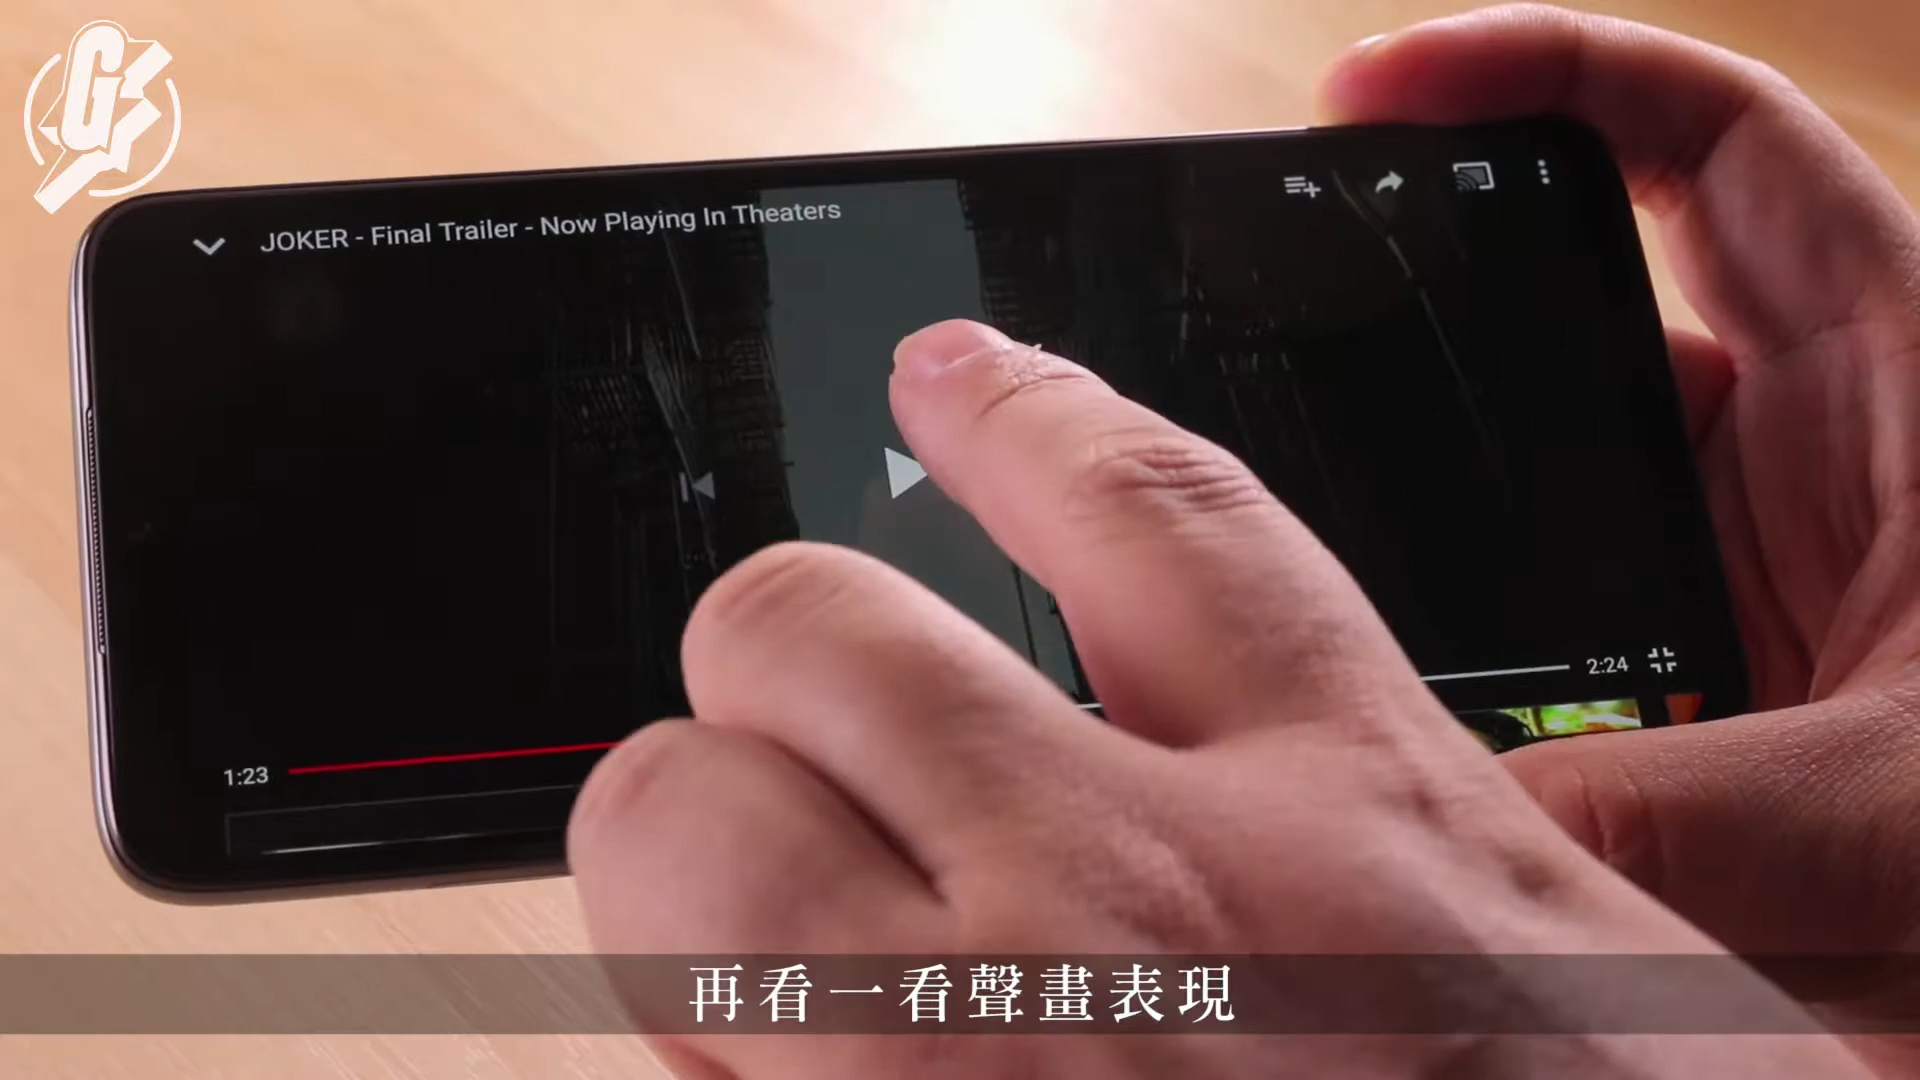 G
JOKER - Final Trailer - Now Playing In Theaters
1:23
2:24
再看一看聲畫表現